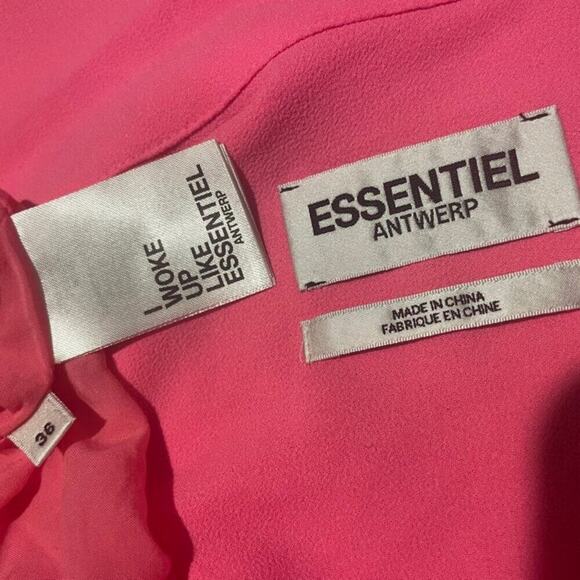 ESSENTIEL
ANTWERP
MADE IN CHINA
FABRIQUE EN CHINE
I
WOKE
UP
LIKE
ESSENTIEL
ANTWERP
36